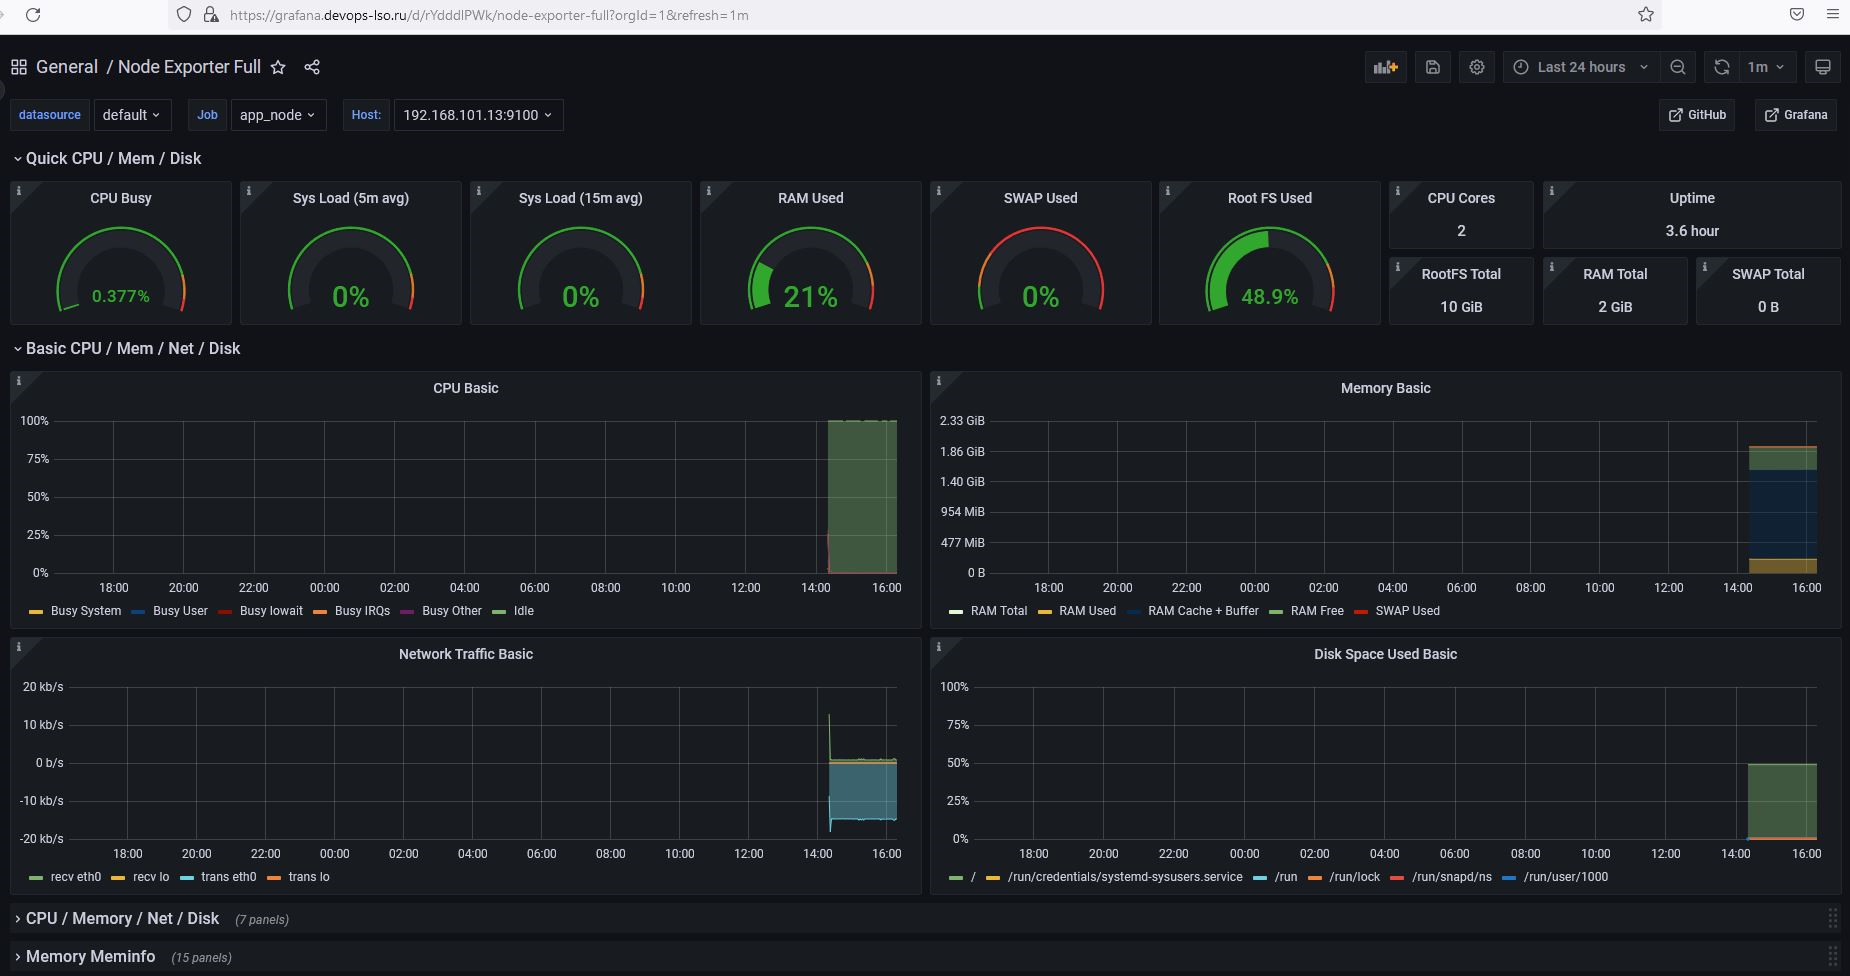 https://grafana.devops-lso.ru/d/rYdddlPWk/node-exporter-full?orgId=1&refresh=1m
General / Node Exporter Full
Last 24 hours 1m
datasource default Job app_node Host: 192.168.101.13:9100 GitHub Grafana
Quick CPU / Mem / Disk
CPU Busy
0.377%
Sys Load (5m avg)
0%
Sys Load (15m avg)
0%
RAM Used
21%
SWAP Used
0%
Root FS Used
48.9%
CPU Cores
2
Uptime
3.6 hour
RootFS Total
10 GiB
RAM Total
2 GiB
SWAP Total
0 B
Basic CPU / Mem / Net / Disk
CPU Basic
100%
75%
50%
25%
0%
18:00 20:00 22:00 00:00 02:00 04:00 06:00 08:00 10:00 12:00 14:00 16:00
Busy System Busy User Busy Iowait Busy IRQs Busy Other Idle
Memory Basic
2.33 GiB
1.86 GiB
1.40 GiB
954 MiB
477 MiB
0 B
18:00 20:00 22:00 00:00 02:00 04:00 06:00 08:00 10:00 12:00 14:00 16:00
RAM Total RAM Used RAM Cache + Buffer RAM Free SWAP Used
Network Traffic Basic
20 kb/s
10 kb/s
0 b/s
-10 kb/s
-20 kb/s
18:00 20:00 22:00 00:00 02:00 04:00 06:00 08:00 10:00 12:00 14:00 16:00
recv eth0 recv lo trans eth0 trans lo
Disk Space Used Basic
100%
75%
50%
25%
0%
18:00 20:00 22:00 00:00 02:00 04:00 06:00 08:00 10:00 12:00 14:00 16:00
/ /run/credentials/systemd-sysusers.service /run /run/lock /run/snapd/ns /run/user/1000
CPU / Memory / Net / Disk (7 panels)
Memory Meminfo (15 panels)